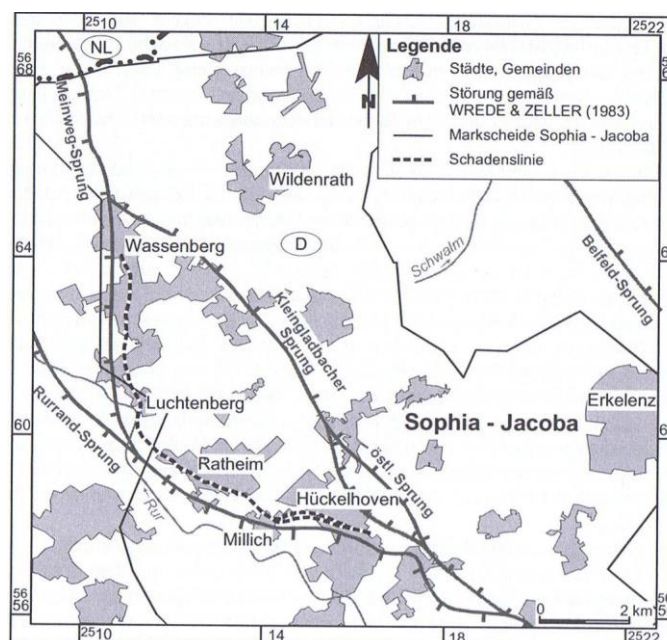 2510
14
18
2522
56
68
NL
D
N
Legende
Städte, Gemeinden
Störung gemäß
WREDE & ZELLER (1983)
Markscheide Sophia - Jacoba
Schadenslinie
Meinweg-Sprung
Wildenrath
Wassenberg
64
Schwalm
Belfeld-Sprung
Kleingladbacher
Sprung
Rurrand-Sprung
Luchtenberg
Erkelenz
60
Sophia - Jacoba
östl. Sprung
Ratheim
Hückelhoven
Rur
Millich
56
56
0
2 km
2510
14
18
2522